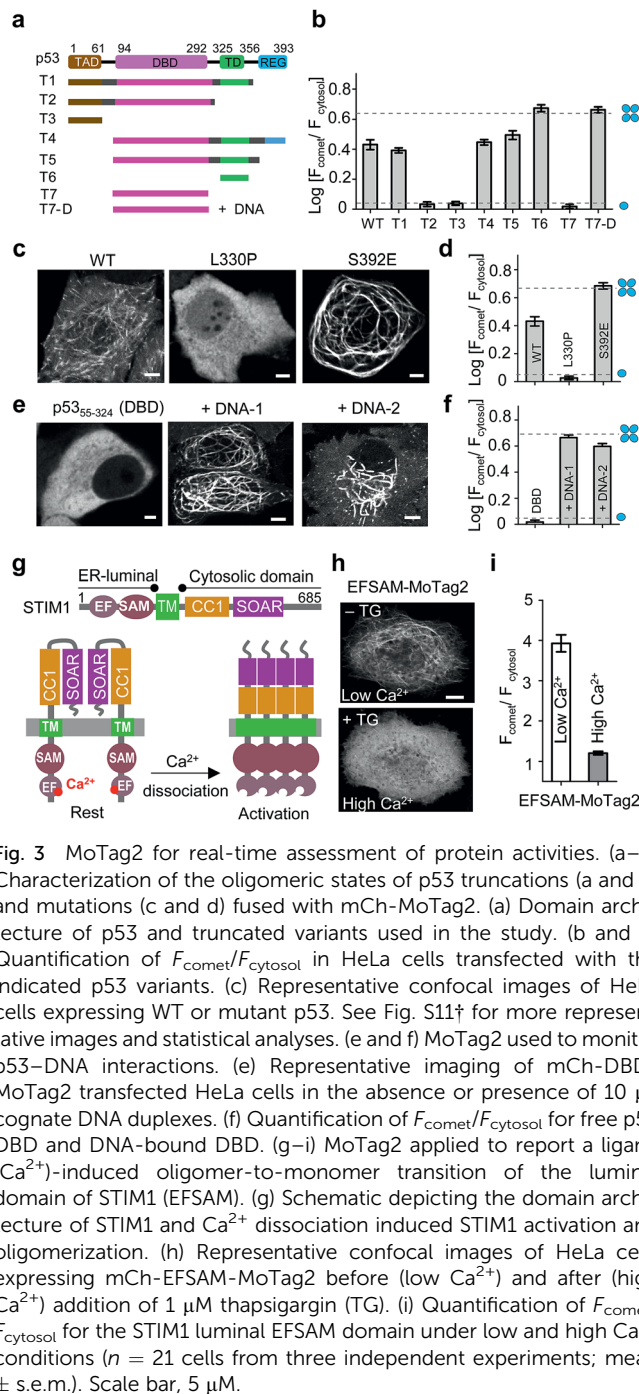 a
1 61 94 292 325 356 393
p53 TAD DBD TD REG
T1
T2
T3
T4
T5
T6
T7
T7-D + DNA
b
Log [Fcomet/ Fcytosol]
0.8
0.6
0.4
0.2
0
WT T1 T2 T3 T4 T5 T6 T7 T7-D
c
WT L330P S392E
d
Log [Fcomet/ Fcytosol]
0.8
0.4
0
WT L330P S392E
e
p53 55-324 (DBD) + DNA-1 + DNA-2
f
Log [Fcomet/ Fcytosol]
0.8
0.4
0
DBD + DNA-1 + DNA-2
g
ER-luminal Cytosolic domain
STIM1 1 EF SAM TM CC1 SOAR 685
CC1 SOAR SOAR CC1
TM TM
SAM SAM
EF Ca2+ EF
Ca2+
dissociation
Rest Activation
h
EFSAM-MoTag2
– TG
Low Ca2+
+ TG
High Ca2+
i
Fcomet/ Fcytosol
5
4
3
2
1
Low Ca2+ High Ca2+
EFSAM-MoTag2
Fig. 3 MoTag2 for real-time assessment of protein activities. (a–
Characterization of the oligomeric states of p53 truncations (a and
and mutations (c and d) fused with mCh-MoTag2. (a) Domain arch
tecture of p53 and truncated variants used in the study. (b and
Quantification of Fcomet/Fcytosol in HeLa cells transfected with th
indicated p53 variants. (c) Representative confocal images of HeL
cells expressing WT or mutant p53. See Fig. S11† for more represen
tative images and statistical analyses. (e and f) MoTag2 used to monit
p53–DNA interactions. (e) Representative imaging of mCh-DBD
MoTag2 transfected HeLa cells in the absence or presence of 10 μ
cognate DNA duplexes. (f) Quantification of Fcomet/Fcytosol for free p5
DBD and DNA-bound DBD. (g–i) MoTag2 applied to report a ligan
(Ca2+)-induced oligomer-to-monomer transition of the lumin
domain of STIM1 (EFSAM). (g) Schematic depicting the domain arch
tecture of STIM1 and Ca2+ dissociation induced STIM1 activation an
oligomerization. (h) Representative confocal images of HeLa cel
expressing mCh-EFSAM-MoTag2 before (low Ca2+) and after (hig
Ca2+) addition of 1 μM thapsigargin (TG). (i) Quantification of Fcome
Fcytosol for the STIM1 luminal EFSAM domain under low and high Ca
conditions (n = 21 cells from three independent experiments; mea
± s.e.m.). Scale bar, 5 μM.